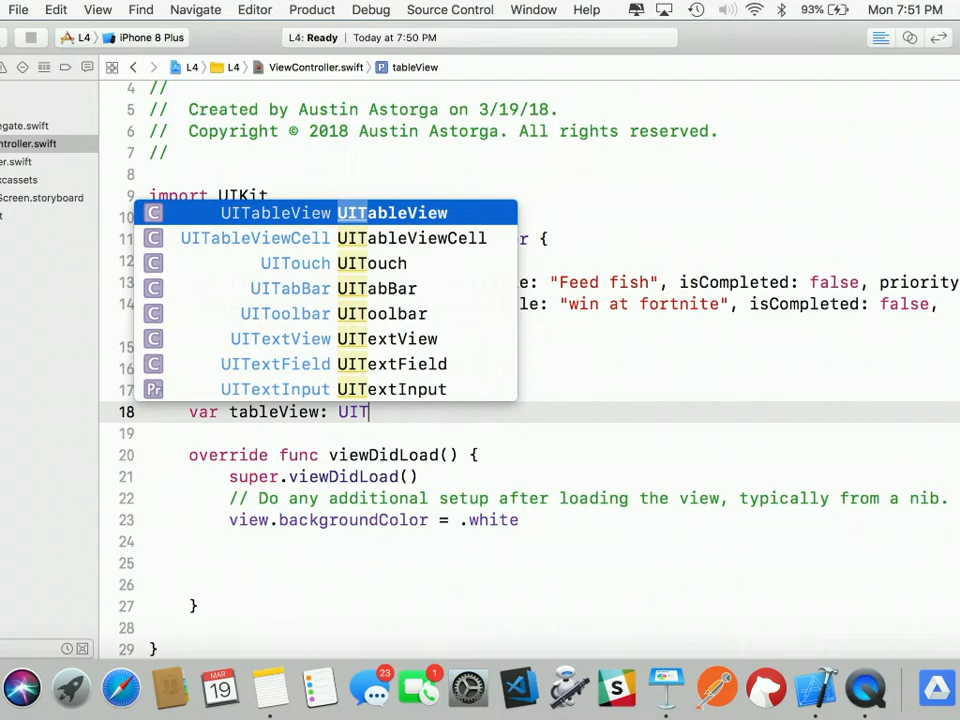 File Edit View Find Navigate Editor Product Debug Source Control Window Help 93% Mon 7:51 PM
L4 iPhone 8 Plus L4: Ready | Today at 7:50 PM
L4 L4 ViewController.swift P tableView
egate.swift
ntroller.swift
er.swift
xcassets
Screen.storyboard
t
4 //
5 // Created by Austin Astorga on 3/19/18.
6 // Copyright © 2018 Austin Astorga. All rights reserved.
7 //
8
9 import UIKit
10
11 r {
12
13 le: "Feed fish", isCompleted: false, priority
14 le: "win at fortnite", isCompleted: false,
15
16
17
C UITableView UITableView
C UITableViewCell UITableViewCell
C UITouch UITouch
C UITabBar UITabBar
C UIToolbar UIToolbar
C UITextView UITextView
C UITextField UITextField
Pr UITextInput UITextInput
18 var tableView: UIT
19
20 override func viewDidLoad() {
21 super.viewDidLoad()
22 // Do any additional setup after loading the view, typically from a nib.
23 view.backgroundColor = .white
24
25
26
27 }
28
29 }
MAR
19
23
1
S